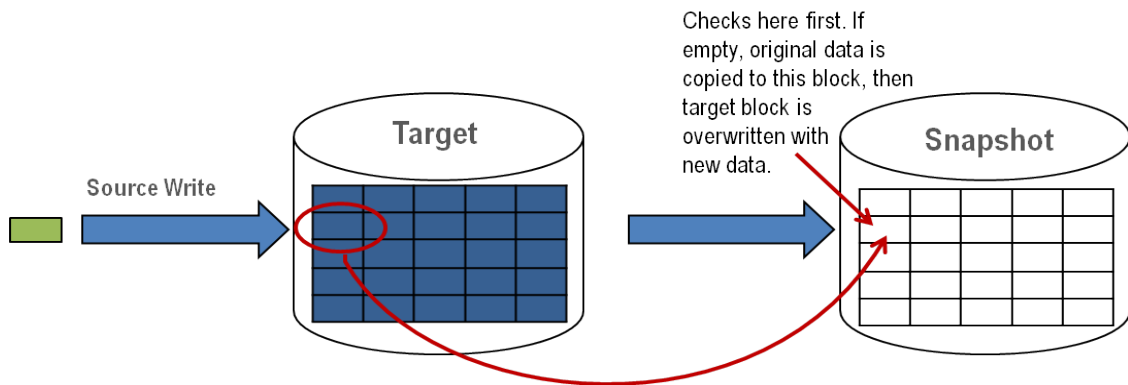 Checks here first. If
empty, original data is
copied to this block, then
target block is
overwritten with
new data.
Target
Snapshot
Source Write